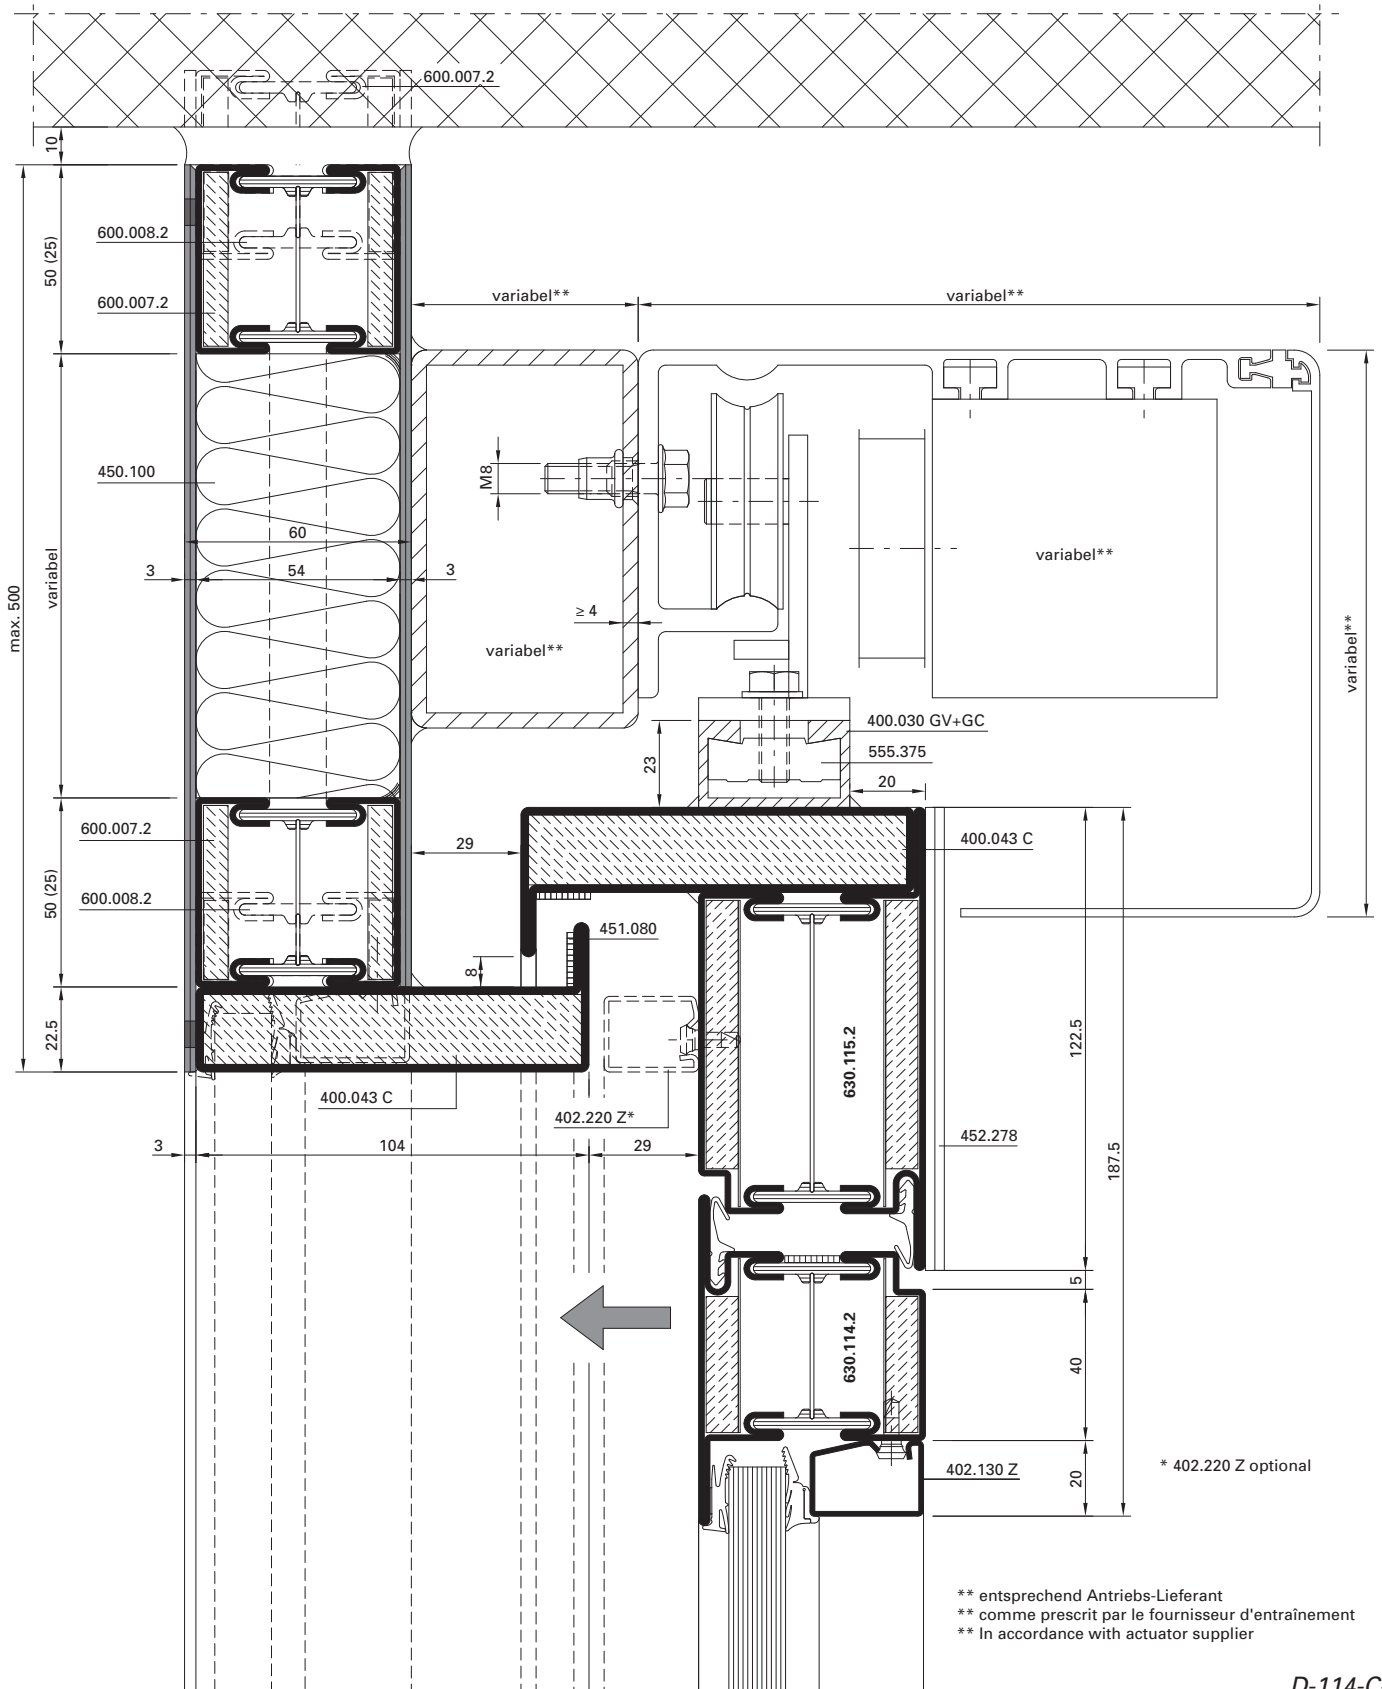 600.007.2
10
600.008.2
50 (25)
600.007.2
variabel**
variabel**
450.100
M8
60
variabel**
3
54
3
variabel
max. 500
≥ 4
variabel**
variabel**
400.030 GV+GC
555.375
23
20
600.007.2
29
400.043 C
50 (25)
600.008.2
451.080
8
22.5
630.115.2
122.5
400.043 C
402.220 Z*
452.278
3
104
29
187.5
5
630.114.2
40
402.130 Z
20
* 402.220 Z optional
** entsprechend Antriebs-Lieferant
** comme prescrit par le fournisseur d'entraînement
** In accordance with actuator supplier
D-114-C